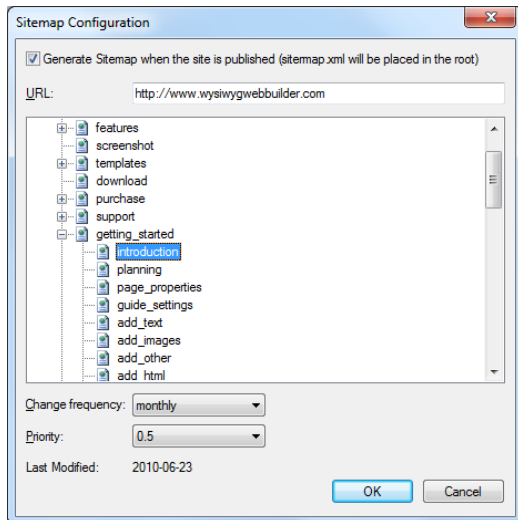 Sitemap Configuration
Generate Sitemap when the site is published (sitermap.xml will be placed in the root)
URL: http://www.wysiwygwebbuilder.com
features
screenshot
templates
download
purchase
support
getting_started
introduction
planning
page_properties
guide_settings
add_text
add_images
add_other
add_html
Change frequency: monthly
Priority: 0.5
Last Modified: 2010-06-23
OK Cancel